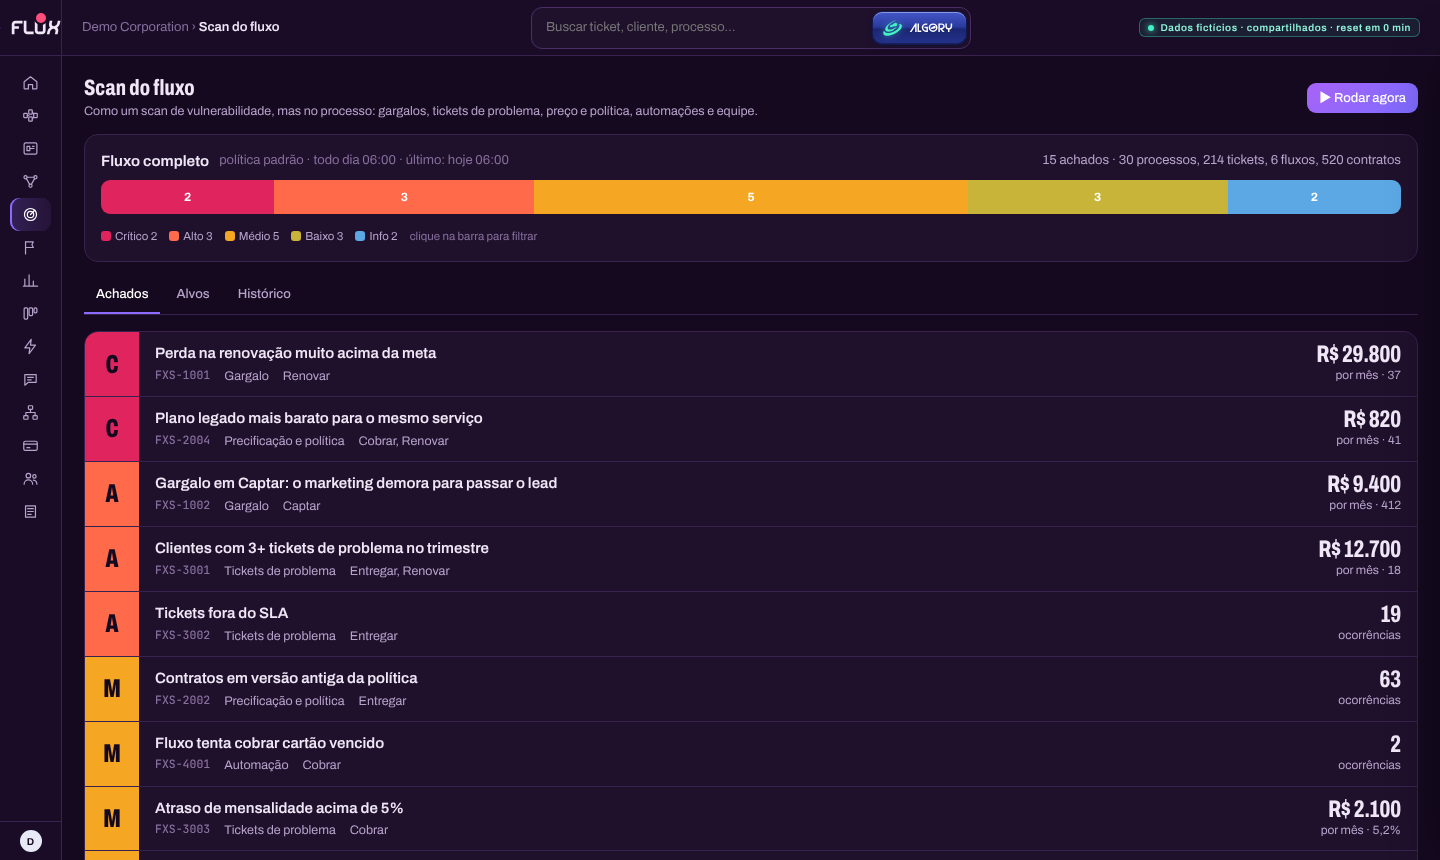 FLUX
Demo Corporation › Scan do fluxo
Buscar ticket, cliente, processo...
ALGORY
Dados fictícios · compartilhados · reset em 0 min
Scan do fluxo
Como um scan de vulnerabilidade, mas no processo: gargalos, tickets de problema, preço e política, automações e equipe.
Rodar agora
Fluxo completo política padrão · todo dia 06:00 · último: hoje 06:00
15 achados · 30 processos, 214 tickets, 6 fluxos, 520 contratos
2 3 5 3 2
Crítico 2 Alto 3 Médio 5 Baixo 3 Info 2 clique na barra para filtrar
Achados Alvos Histórico
C
Perda na renovação muito acima da meta
FXS-1001 Gargalo Renovar
R$ 29.800
por mês · 37
C
Plano legado mais barato para o mesmo serviço
FXS-2004 Precificação e política Cobrar, Renovar
R$ 820
por mês · 41
A
Gargalo em Captar: o marketing demora para passar o lead
FXS-1002 Gargalo Captar
R$ 9.400
por mês · 412
A
Clientes com 3+ tickets de problema no trimestre
FXS-3001 Tickets de problema Entregar, Renovar
R$ 12.700
por mês · 18
A
Tickets fora do SLA
FXS-3002 Tickets de problema Entregar
19
ocorrências
M
Contratos em versão antiga da política
FXS-2002 Precificação e política Entregar
63
ocorrências
M
Fluxo tenta cobrar cartão vencido
FXS-4001 Automação Cobrar
2
ocorrências
M
Atraso de mensalidade acima de 5%
FXS-3003 Tickets de problema Cobrar
R$ 2.100
por mês · 5,2%
D